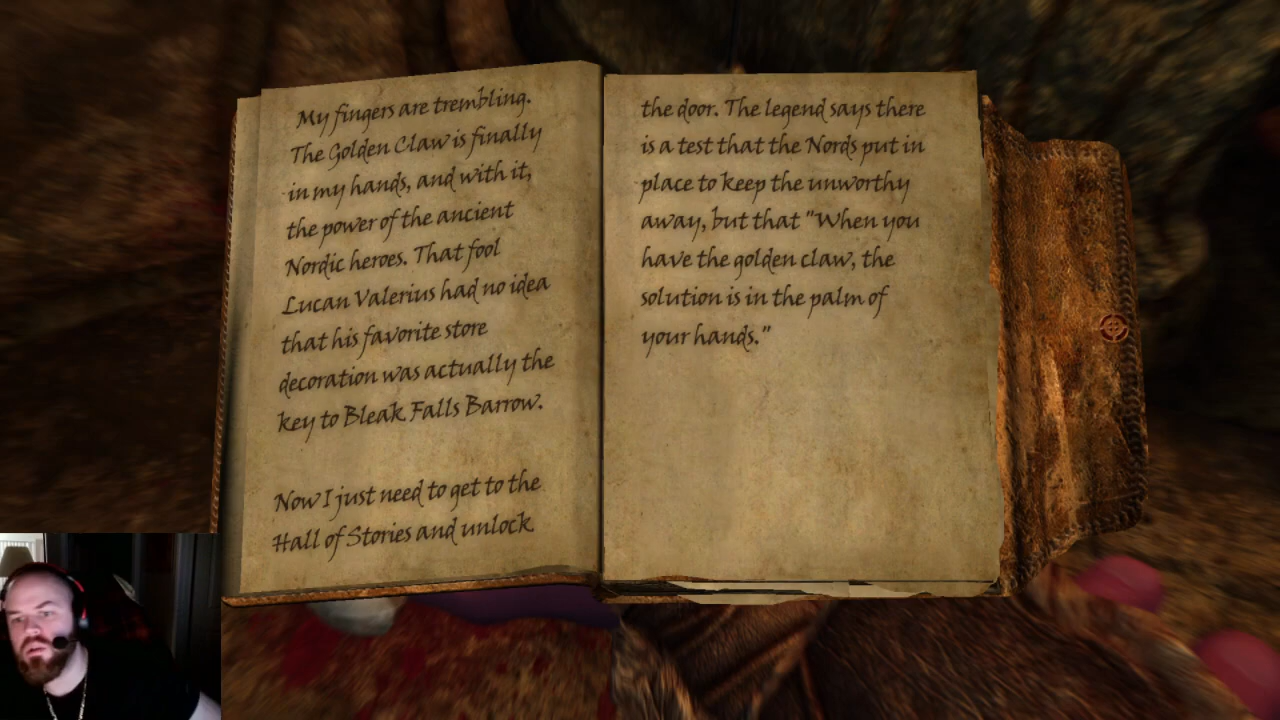 My fingers are trembling.
The Golden Claw is finally
in my hands, and with it,
the power of the ancient
Nordic heroes. That fool
Lucan Valerius had no idea
that his favorite store
decoration was actually the
key to Bleak Falls Barrow.
Now I just need to get to the
Hall of Stories and unlock
the door. The legend says there
is a test that the Nords put in
place to keep the unworthy
away, but that "When you
have the golden claw, the
solution is in the palm of
your hands."